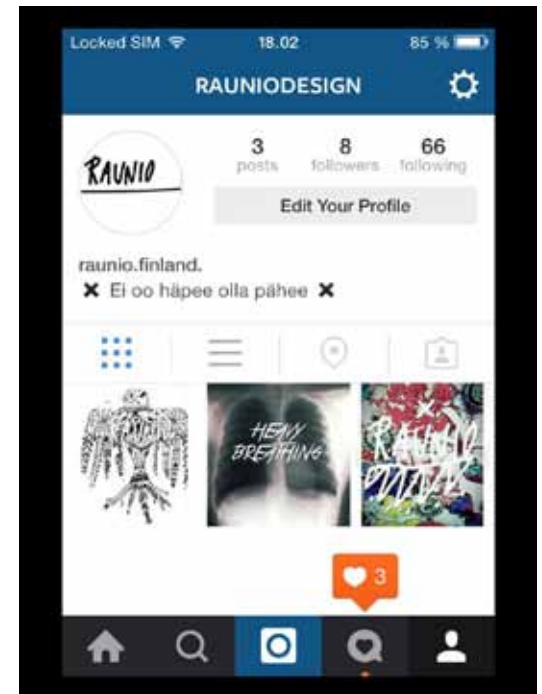 Locked SIM 18.02 85 %
RAUNIODESIGN
RAUNIO
3 8 66
posts followers following
Edit Your Profile
raunio.finland.
✖ Ei oo häpee olla pähee ✖
HEAVY
BREATHING
RAUNIO
3